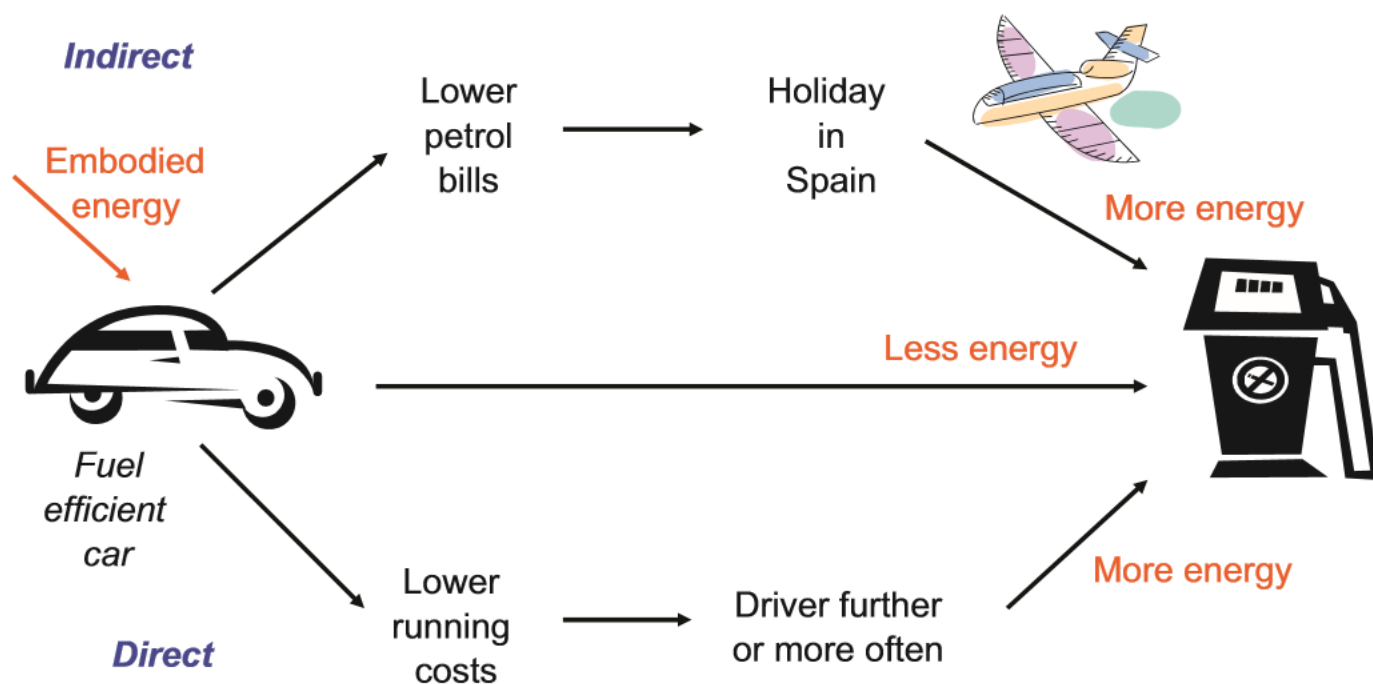 Indirect
Embodied
energy
Lower
petrol
bills
Holiday
in
Spain
More energy
Less energy
Fuel
efficient
car
Lower
running
costs
Driver further
or more often
More energy
Direct